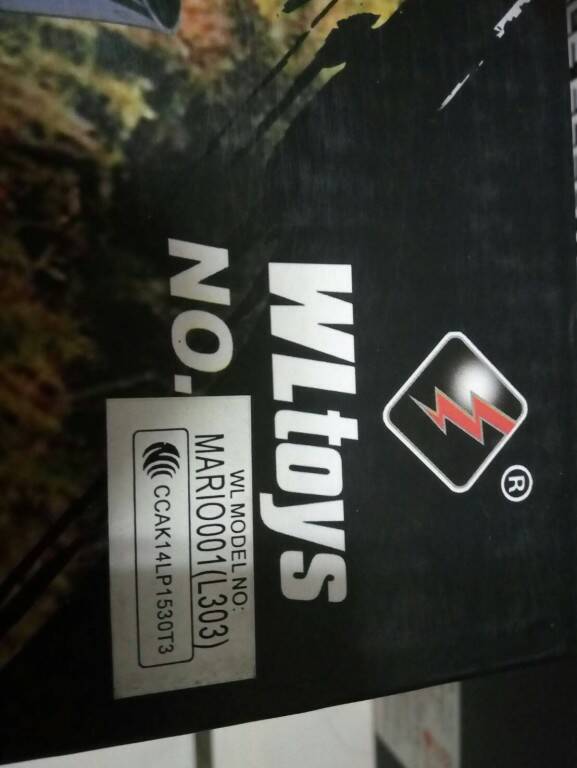 ®
WLtoys
NO.
WL MODEL NO:
MARIO001(L303)
CCAK14LP1530T3